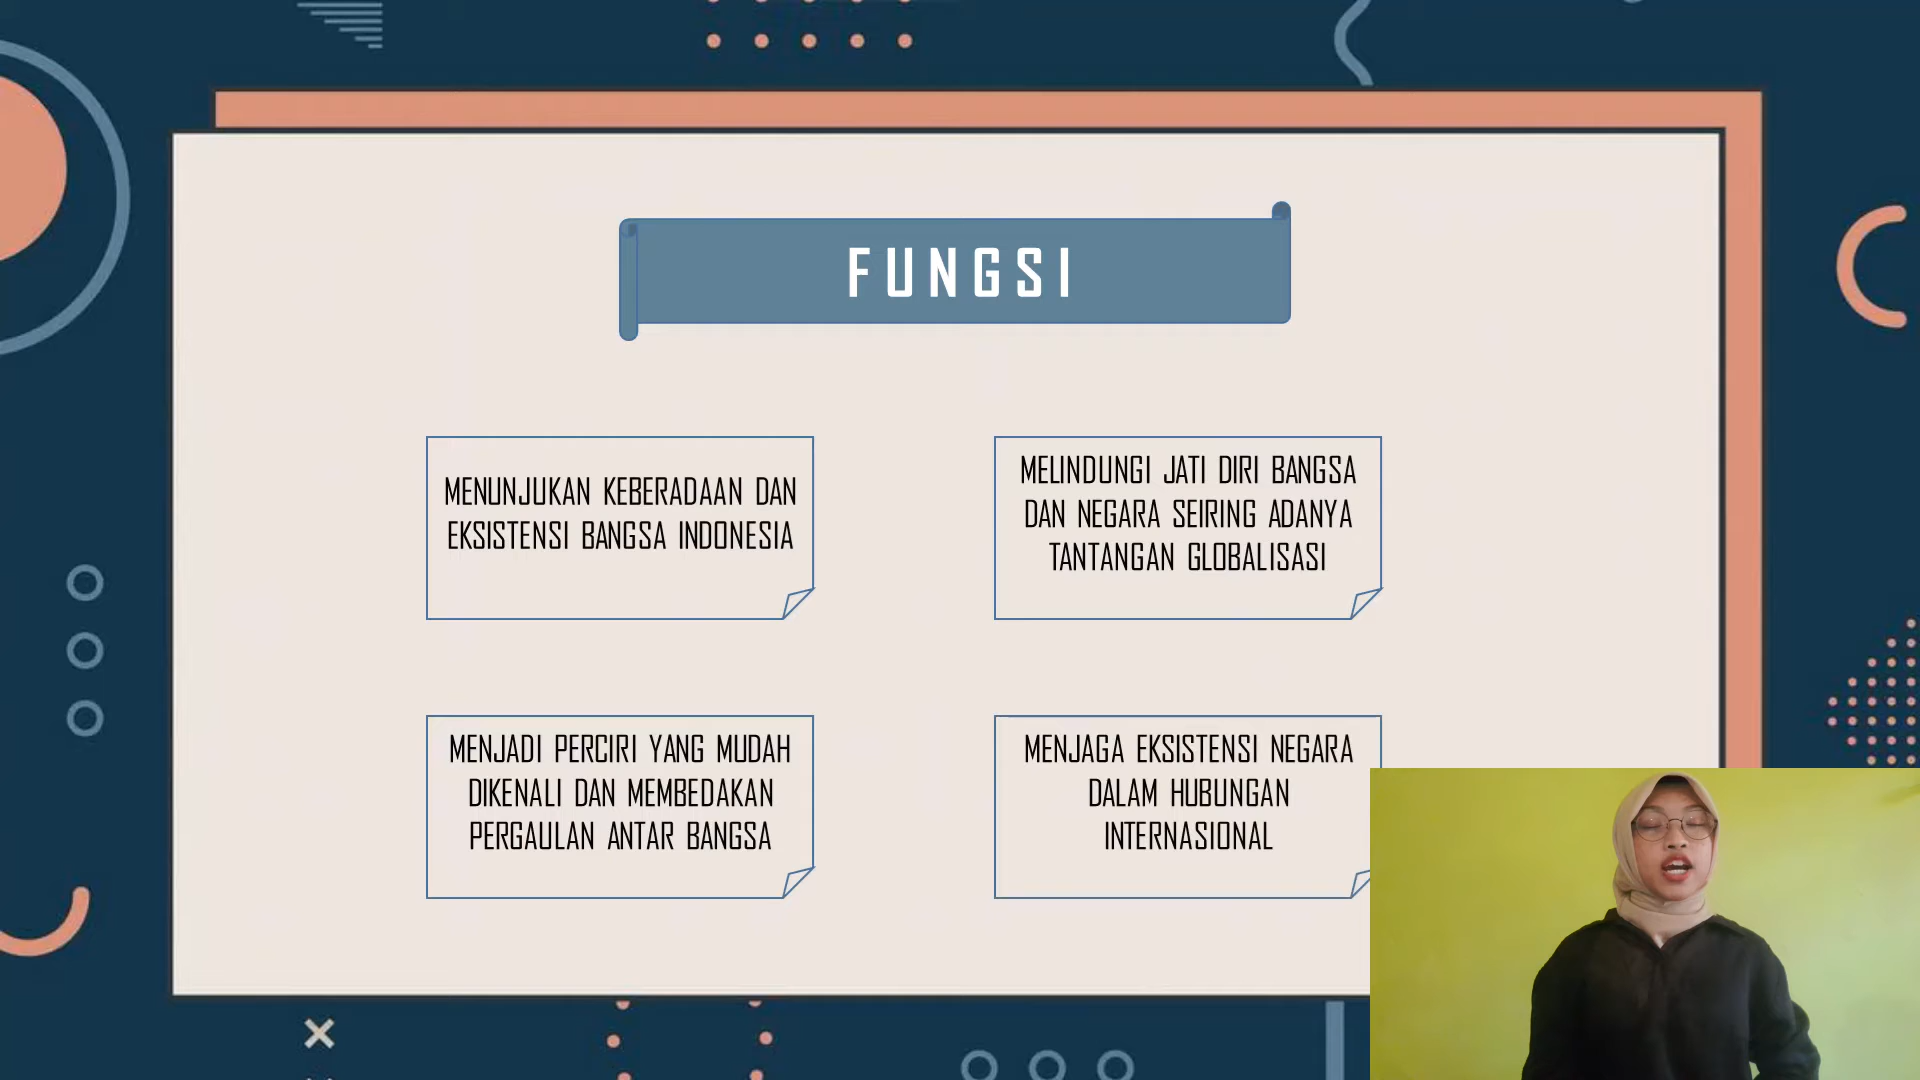 FUNGSI
MENUNJUKAN KEBERADAAN DAN
EKSISTENSI BANGSA INDONESIA
MELINDUNGI JATI DIRI BANGSA
DAN NEGARA SEIRING ADANYA
TANTANGAN GLOBALISASI
MENJADI PERCIRI YANG MUDAH
DIKENALI DAN MEMBEDAKAN
PERGAULAN ANTAR BANGSA
MENJAGA EKSISTENSI NEGARA
DALAM HUBUNGAN
INTERNASIONAL